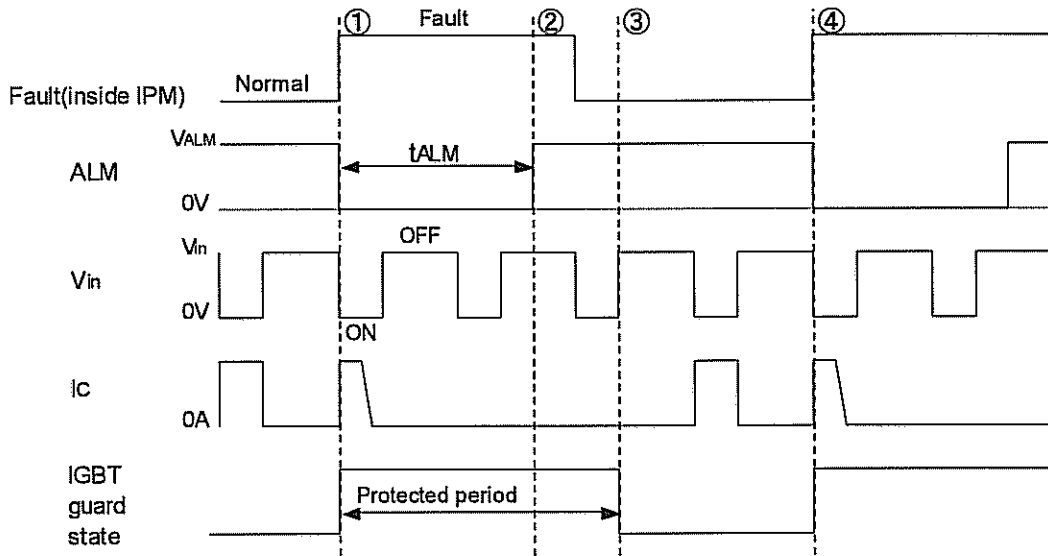 ① Fault ② ③ ④
Normal
Fault(inside IPM)
VALM
tALM
ALM
0V
Vin OFF
Vin
0V
ON
Ic
0A
IGBT
guard
state
Protected period